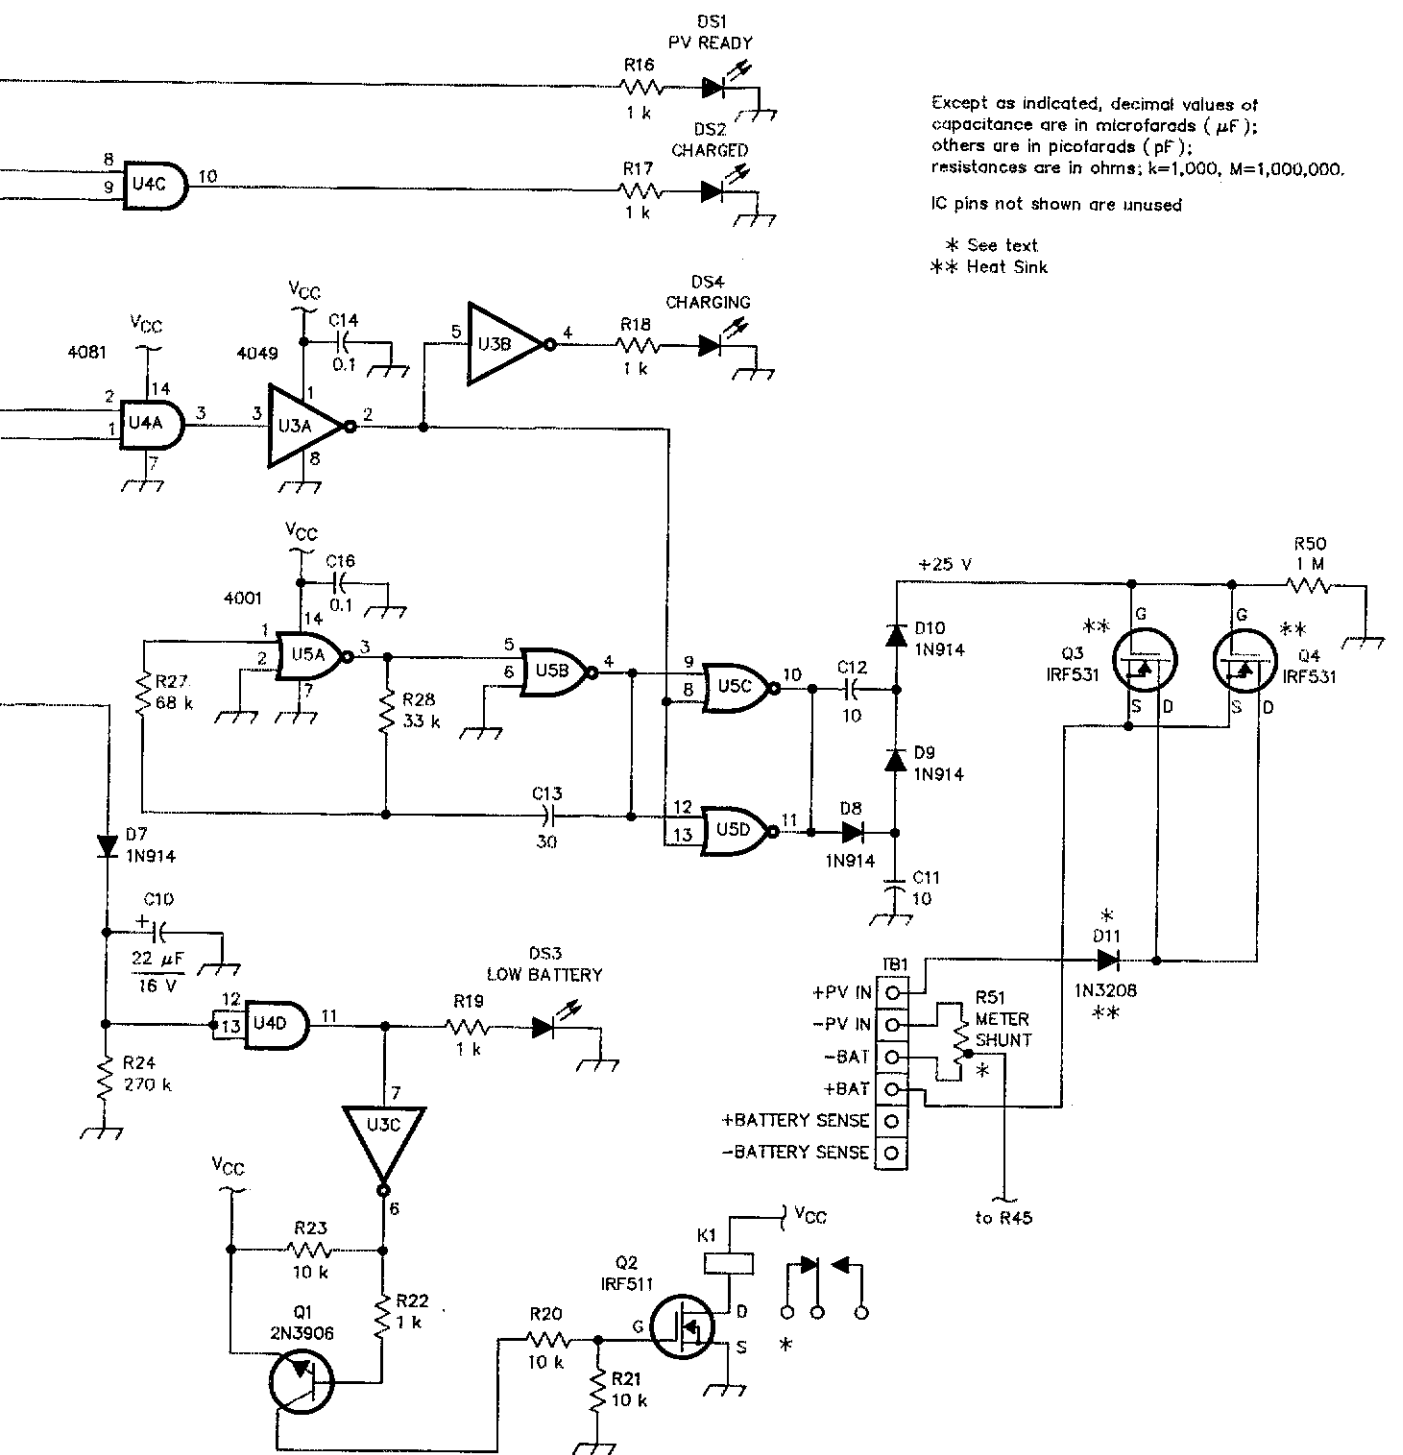 DS1
PV READY
R16
1 k
DS2
CHARGED
8
9
U4C
10
R17
1 k
Except as indicated, decimal values of
capacitance are in microfarads ( µF );
others are in picofarads ( pF );
resistances are in ohms; k=1,000, M=1,000,000.
IC pins not shown are unused
* See text
** Heat Sink
DS4
CHARGING
VCC
C14
0.1
VCC
4081
4049
14
1
2
1
U4A
3
3
U3A
2
7
8
5
U3B
4
R18
1 k
VCC
C16
0.1
4001
14
1
2
U5A
3
7
R27
68 k
R28
33 k
5
6
U5B
4
9
8
U5C
10
C12
10
C13
30
12
13
U5D
11
D8
1N914
D10
1N914
D9
1N914
C11
10
+25 V
R50
1 M
G
G
**
**
Q3
IRF531
Q4
IRF531
S
D
S
D
D7
1N914
C10
+
22 µF
16 V
DS3
LOW BATTERY
12
13
U4D
11
R19
1 k
R24
270 k
7
U3C
6
*
D11
1N3208
**
TB1
+PV IN
-PV IN
-BAT
+BAT
+BATTERY SENSE
-BATTERY SENSE
R51
METER
SHUNT
*
to R45
VCC
R23
10 k
R22
1 k
Q1
2N3906
R20
10 k
R21
10 k
Q2
IRF511
G
D
S
K1
VCC
*